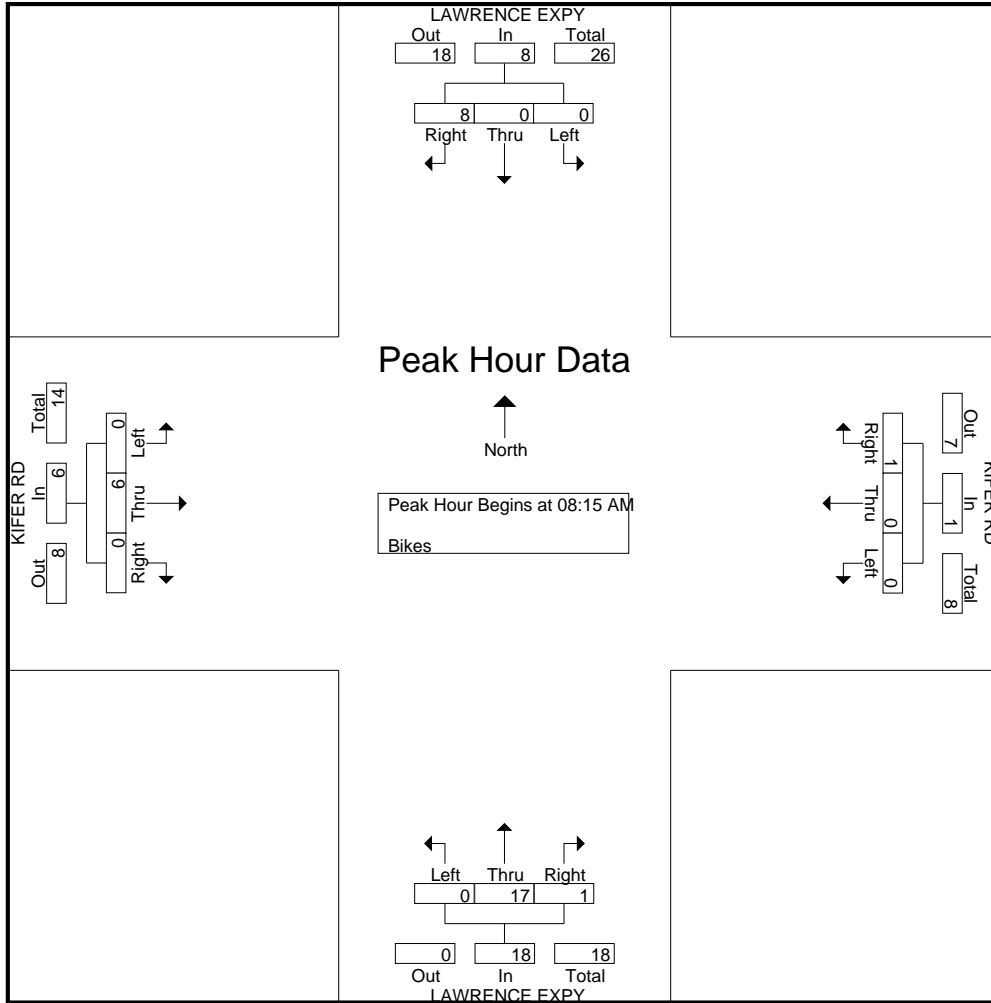 LAWRENCE EXPY
Out In Total
18 8 26
8 0 0
Right Thru Left
Peak Hour Data
North
Peak Hour Begins at 08:15 AM
Bikes
KIFER RD
Total In Out
14 6 8
0 6 0
Left Thru Right
KIFER RD
Out In Total
7 1 8
1 0 0
Right Thru Left
Left Thru Right
0 17 1
0 18 18
Out In Total
LAWRENCE EXPY